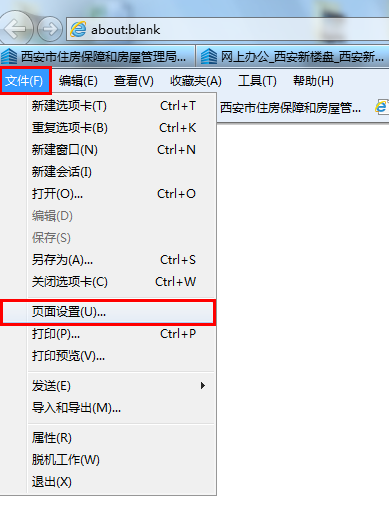 about:blank
西安市住房保障和房屋管理局... 网上办公_西安新楼盘_西安新...
文件(F) 编辑(E) 查看(V) 收藏夹(A) 工具(T) 帮助(H)
西安市住房保障和房屋管...
新建选项卡(T) Ctrl+T
重复选项卡(B) Ctrl+K
新建窗口(N) Ctrl+N
新建会话(I)
打开(O)... Ctrl+O
编辑(D)
保存(S)
另存为(A)... Ctrl+S
关闭选项卡(C) Ctrl+W
页面设置(U)...
打印(P)... Ctrl+P
打印预览(V)...
发送(E)
导入和导出(M)...
属性(R)
脱机工作(W)
退出(X)